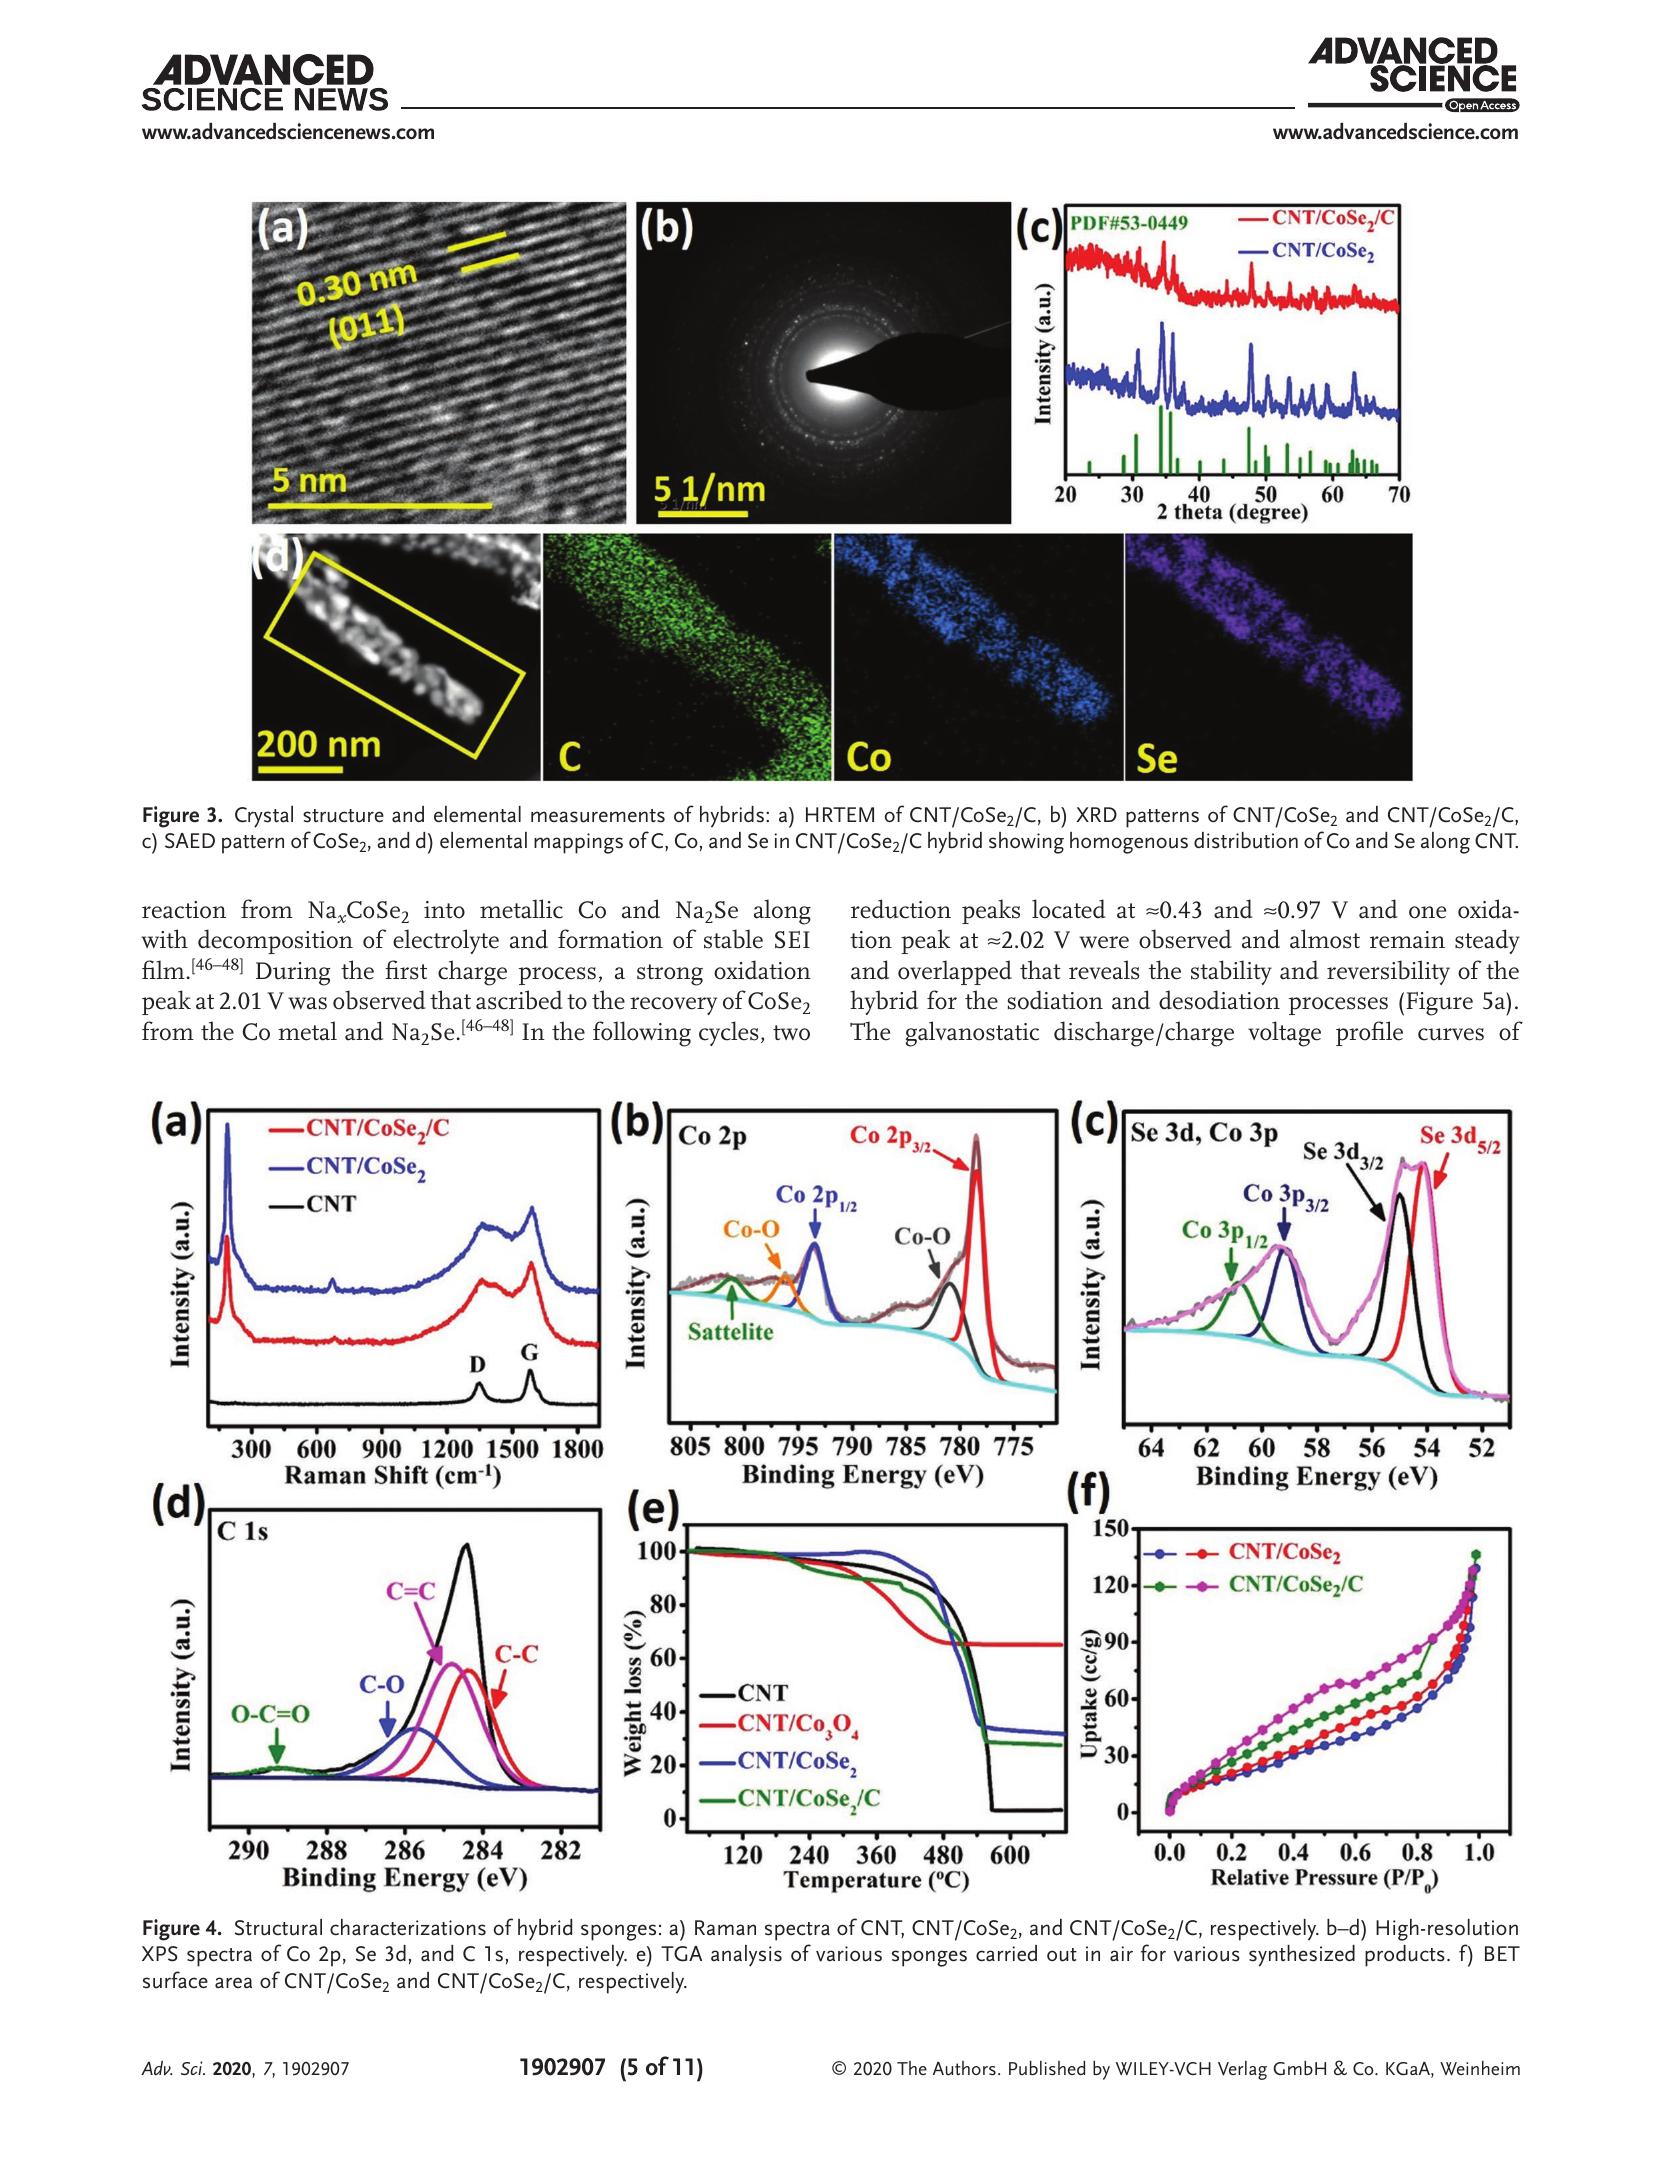 ADVANCED
SCIENCE NEWS
www.advancedsciencenews.com
ADVANCED
SCIENCE
Open Access
www.advancedscience.com
(a)
0.30 nm
(011)
5 nm
(b)
5 1/nm
5 1/nm
(c)
PDF#53-0449
CNT/CoSe2/C
CNT/CoSe2
Intensity (a.u.)
20 30 40 50 60 70
2 theta (degree)
(d)
200 nm
C
Co
Se
Figure 3. Crystal structure and elemental measurements of hybrids: a) HRTEM of CNT/CoSe2/C, b) XRD patterns of CNT/CoSe2 and CNT/CoSe2/C,
c) SAED pattern of CoSe2, and d) elemental mappings of C, Co, and Se in CNT/CoSe2/C hybrid showing homogenous distribution of Co and Se along CNT.
reaction from NaxCoSe2 into metallic Co and Na2Se along
with decomposition of electrolyte and formation of stable SEI
film.[46–48] During the first charge process, a strong oxidation
peak at 2.01 V was observed that ascribed to the recovery of CoSe2
from the Co metal and Na2Se.[46–48] In the following cycles, two
reduction peaks located at ≈0.43 and ≈0.97 V and one oxida-
tion peak at ≈2.02 V were observed and almost remain steady
and overlapped that reveals the stability and reversibility of the
hybrid for the sodiation and desodiation processes (Figure 5a).
The galvanostatic discharge/charge voltage profile curves of
(a)
CNT/CoSe2/C
CNT/CoSe2
CNT
D
G
Intensity (a.u.)
300 600 900 1200 1500 1800
Raman Shift (cm-1)
(b)
Co 2p
Co 2p3/2
Co 2p1/2
Co-O
Co-O
Sattelite
Intensity (a.u.)
805 800 795 790 785 780 775
Binding Energy (eV)
(c)
Se 3d, Co 3p
Se 3d5/2
Se 3d3/2
Co 3p3/2
Co 3p1/2
Intensity (a.u.)
64 62 60 58 56 54 52
Binding Energy (eV)
(d)
C 1s
C=C
C-C
C-O
O-C=O
Intensity (a.u.)
290 288 286 284 282
Binding Energy (eV)
(e)
100
80
60
40
20
0
Weight loss (%)
CNT
CNT/Co3O4
CNT/CoSe2
CNT/CoSe2/C
120 240 360 480 600
Temperature (ºC)
(f)
150
120
90
60
30
0
Uptake (cc/g)
CNT/CoSe2
CNT/CoSe2/C
0.0 0.2 0.4 0.6 0.8 1.0
Relative Pressure (P/P0)
Figure 4. Structural characterizations of hybrid sponges: a) Raman spectra of CNT, CNT/CoSe2, and CNT/CoSe2/C, respectively. b–d) High-resolution
XPS spectra of Co 2p, Se 3d, and C 1s, respectively. e) TGA analysis of various sponges carried out in air for various synthesized products. f) BET
surface area of CNT/CoSe2 and CNT/CoSe2/C, respectively.
Adv. Sci. 2020, 7, 1902907
1902907 (5 of 11)
© 2020 The Authors. Published by WILEY-VCH Verlag GmbH & Co. KGaA, Weinheim